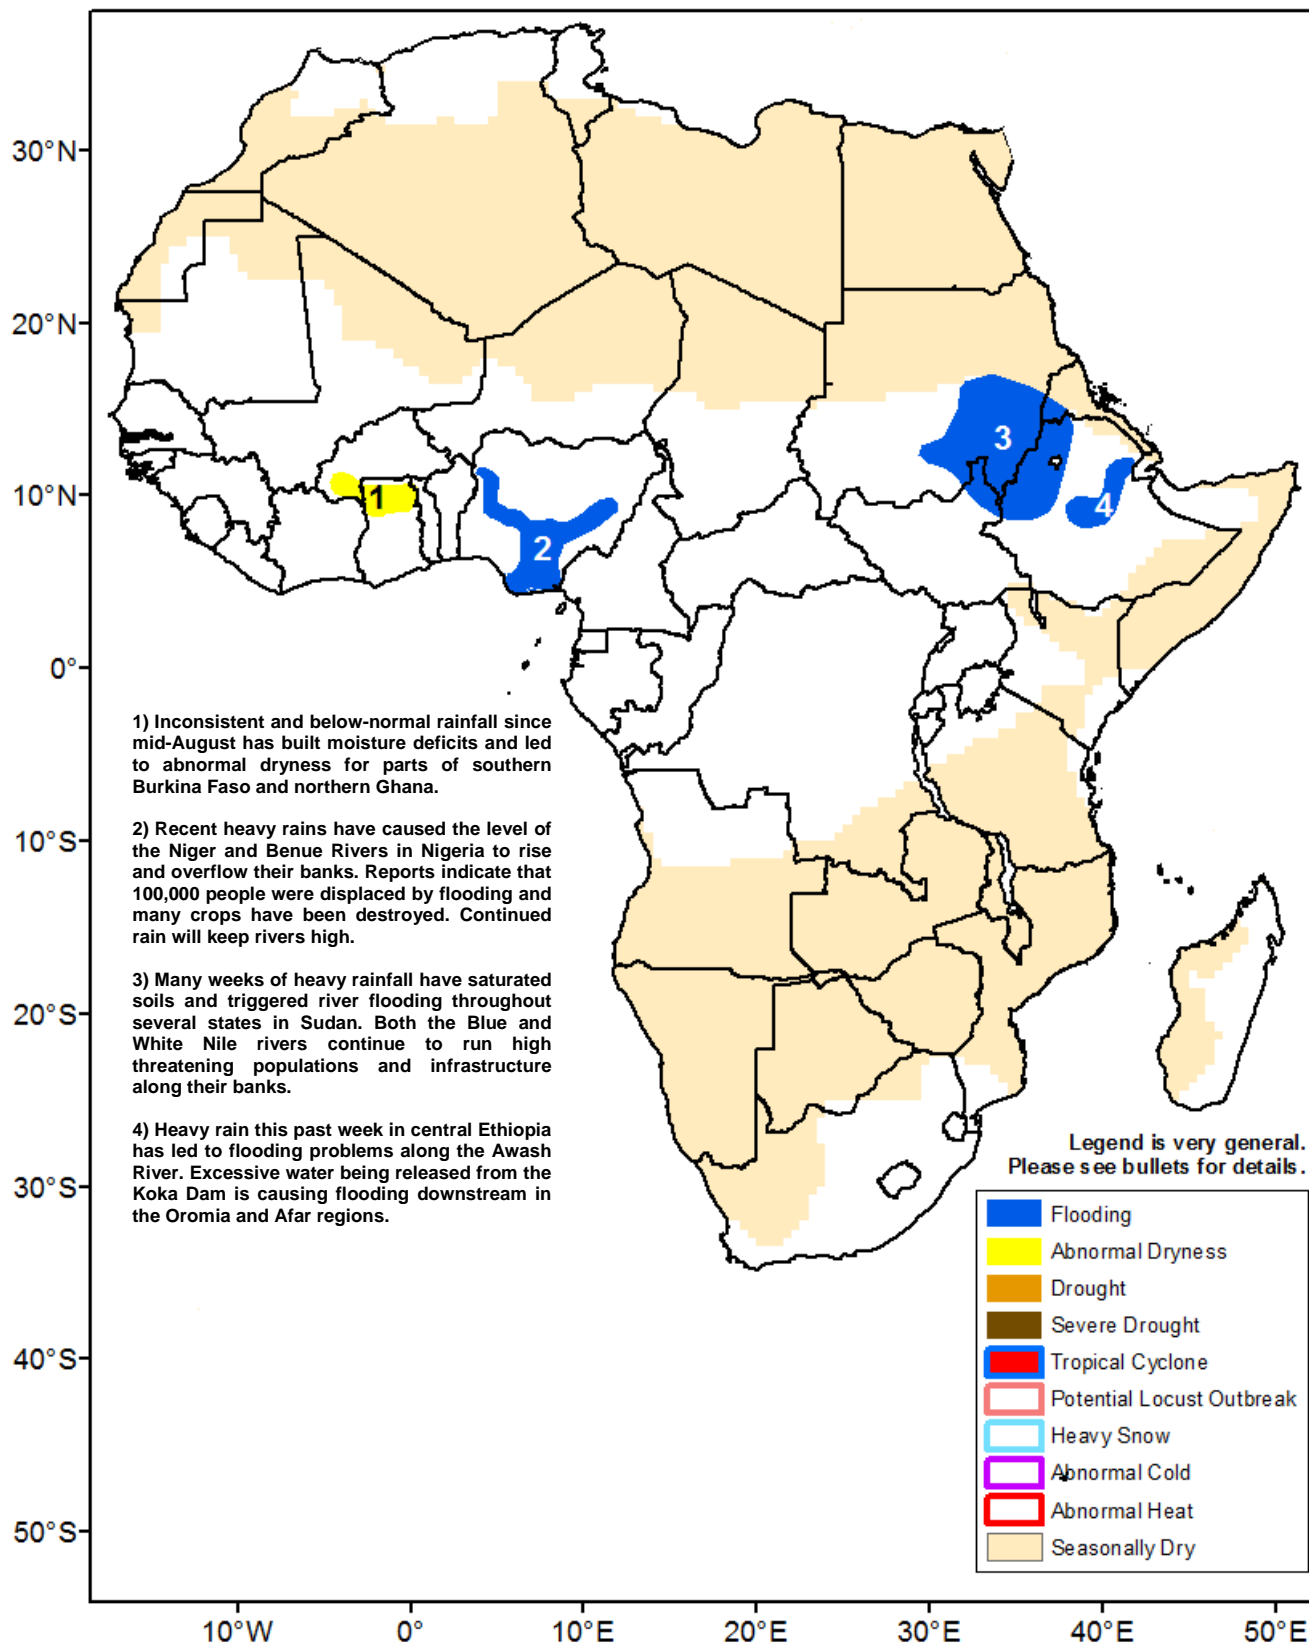 30°N
20°N
10°N
0°
10°S
20°S
30°S
40°S
50°S
1
2
3
4
1) Inconsistent and below-normal rainfall since
mid-August has built moisture deficits and led
to abnormal dryness for parts of southern
Burkina Faso and northern Ghana.
2) Recent heavy rains have caused the level of
the Niger and Benue Rivers in Nigeria to rise
and overflow their banks. Reports indicate that
100,000 people were displaced by flooding and
many crops have been destroyed. Continued
rain will keep rivers high.
3) Many weeks of heavy rainfall have saturated
soils and triggered river flooding throughout
several states in Sudan. Both the Blue and
White Nile rivers continue to run high
threatening populations and infrastructure
along their banks.
4) Heavy rain this past week in central Ethiopia
has led to flooding problems along the Awash
River. Excessive water being released from the
Koka Dam is causing flooding downstream in
the Oromia and Afar regions.
Legend is very general.
Please see bullets for details.
Flooding
Abnormal Dryness
Drought
Severe Drought
Tropical Cyclone
Potential Locust Outbreak
Heavy Snow
Abnormal Cold
Abnormal Heat
Seasonally Dry
10°W
0°
10°E
20°E
30°E
40°E
50°E